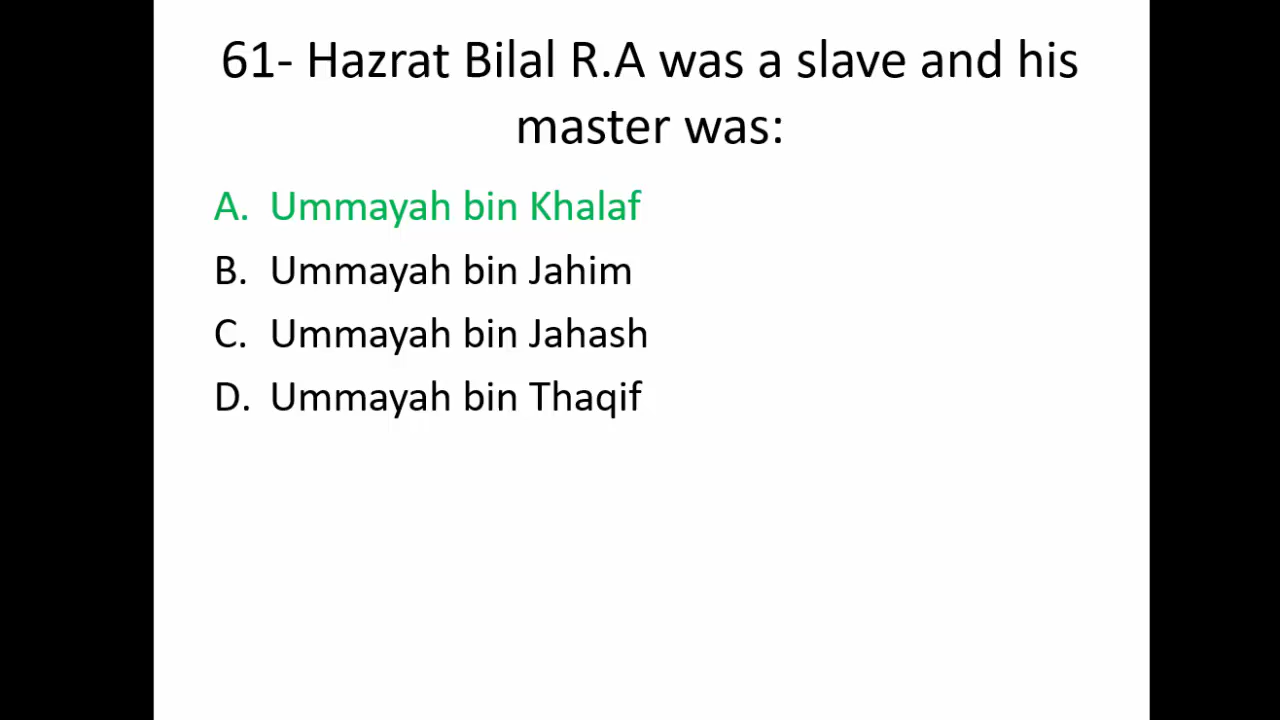 61- Hazrat Bilal R.A was a slave and his
master was:
A. Ummayah bin Khalaf
B. Ummayah bin Jahim
C. Ummayah bin Jahash
D. Ummayah bin Thaqif